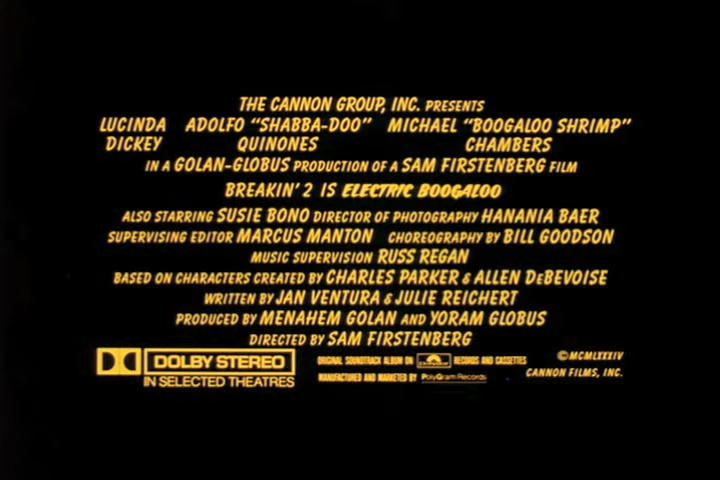 THE CANNON GROUP, INC. PRESENTS
LUCINDA DICKEY ADOLFO "SHABBA-DOO" QUINONES MICHAEL "BOOGALOO SHRIMP" CHAMBERS
IN A GOLAN-GLOBUS PRODUCTION OF A SAM FIRSTENBERG FILM
BREAKIN' 2 IS ELECTRIC BOOGALOO
ALSO STARRING SUSIE BONO DIRECTOR OF PHOTOGRAPHY HANANIA BAER
SUPERVISING EDITOR MARCUS MANTON CHOREOGRAPHY BY BILL GOODSON
MUSIC SUPERVISION RUSS REGAN
BASED ON CHARACTERS CREATED BY CHARLES PARKER & ALLEN DEBEVOISE
WRITTEN BY JAN VENTURA & JULIE REICHERT
PRODUCED BY MENAHEM GOLAN AND YORAM GLOBUS
DIRECTED BY SAM FIRSTENBERG
DOLBY STEREO
IN SELECTED THEATRES
ORIGINAL SOUNDTRACK ALBUM ON RECORDS AND CASSETTES
MANUFACTURED AND MARKETED BY PolyGram Records
©MCMLXXXIV
CANNON FILMS, INC.